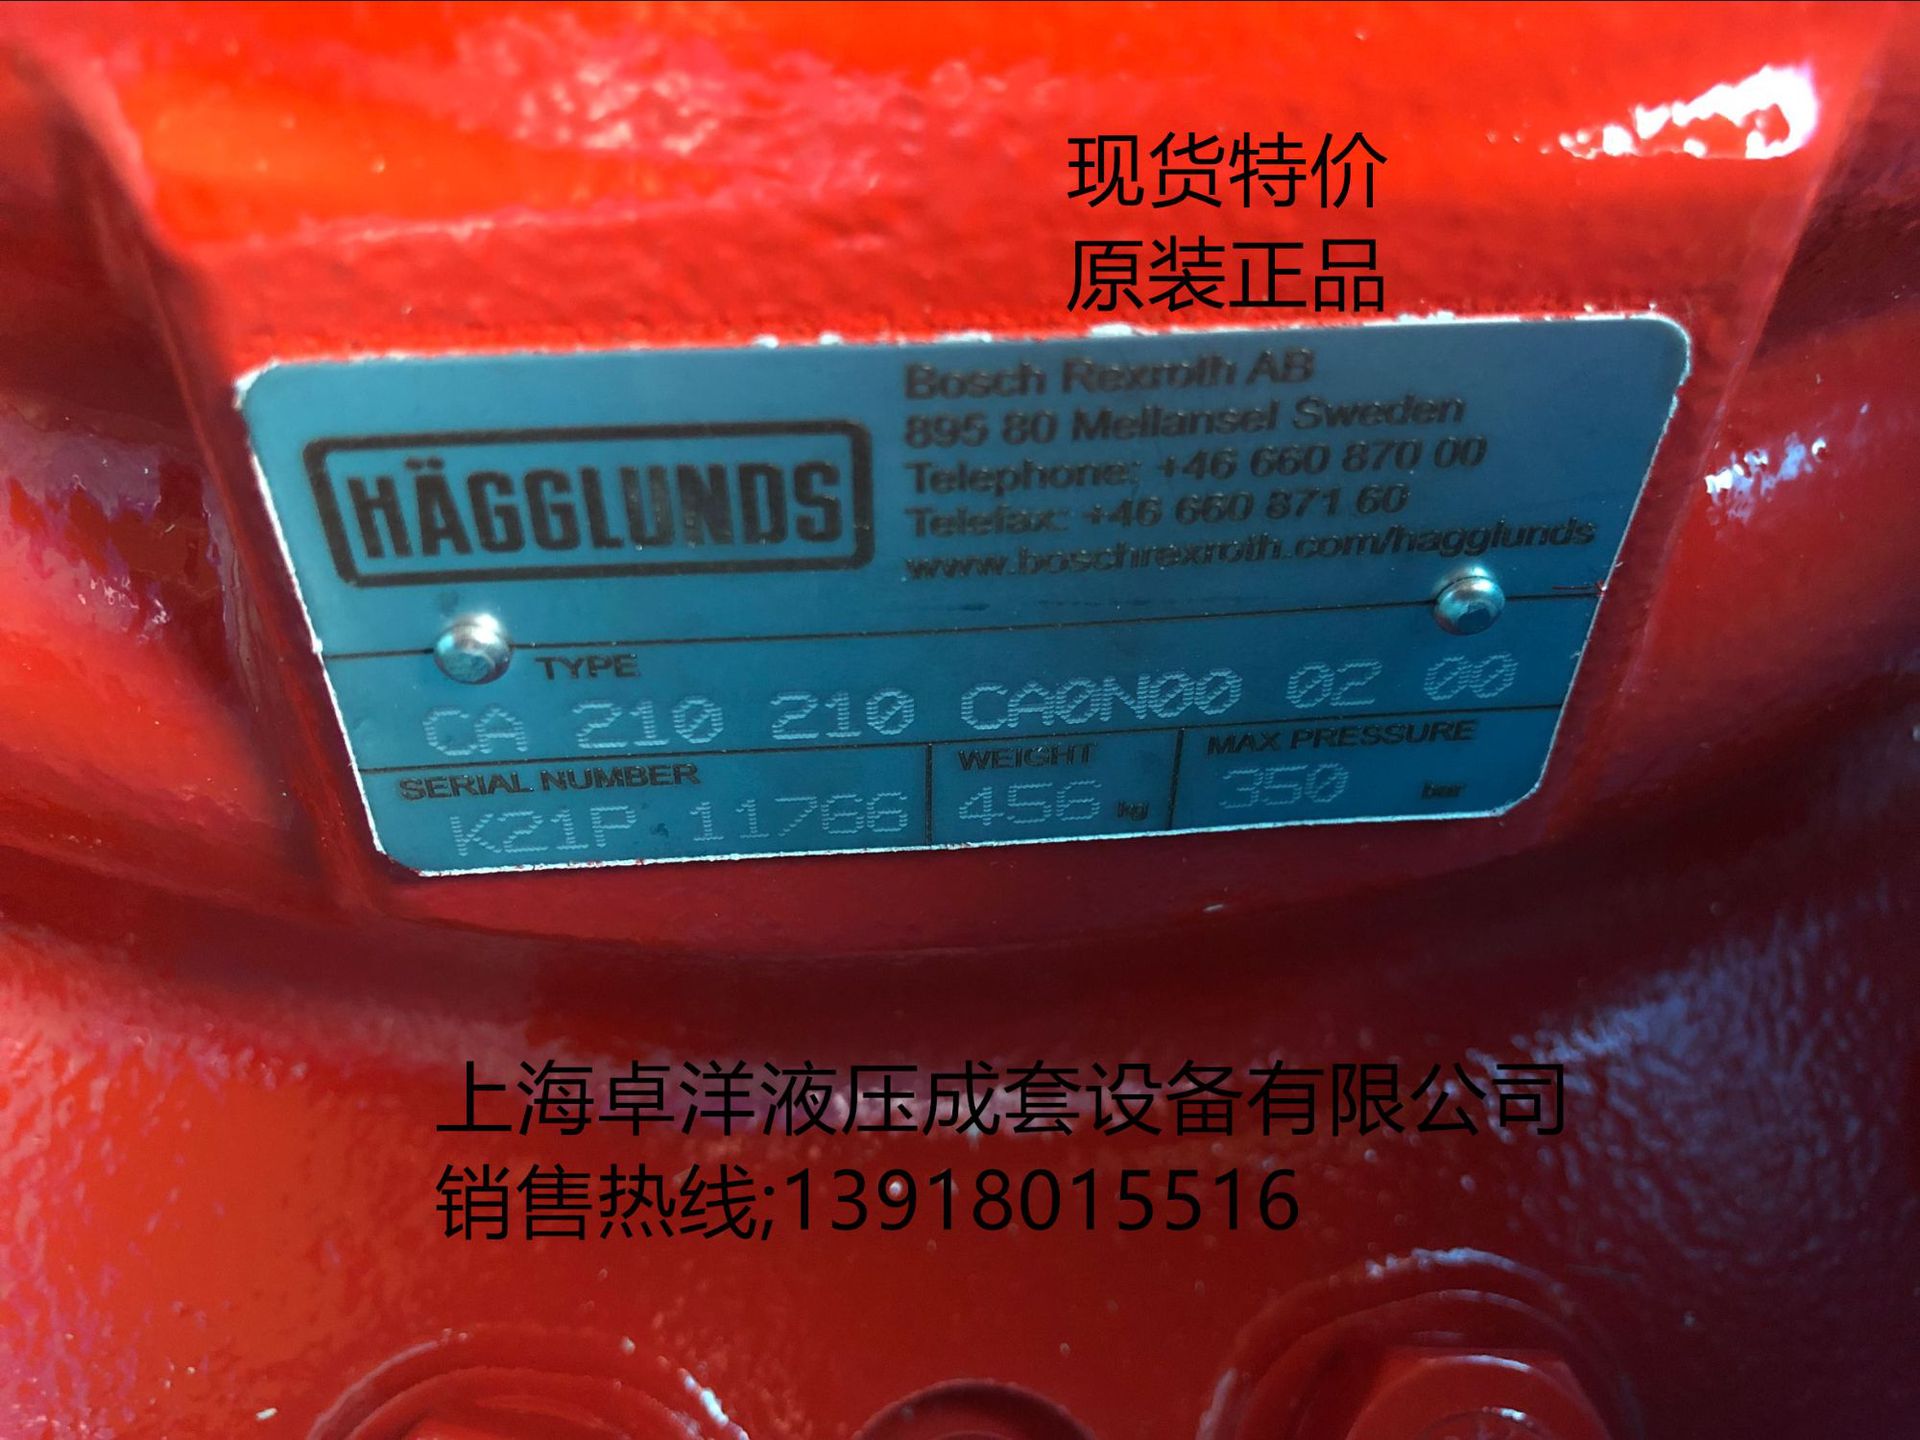 现货特价
原装正品
HÄGGLUNDS
Bosch Rexroth AB
895 80 Mellansel Sweden
Telephone: +46 660 870 00
Telefax: +46 660 871 60
www.boschrexroth.com/hagglunds
TYPE
CA 210 210 CA0N00 02 00
SERIAL NUMBER
K21P 11766
WEIGHT
456 kg
MAX PRESSURE
350 bar
上海卓洋液压成套设备有限公司
销售热线;13918015516